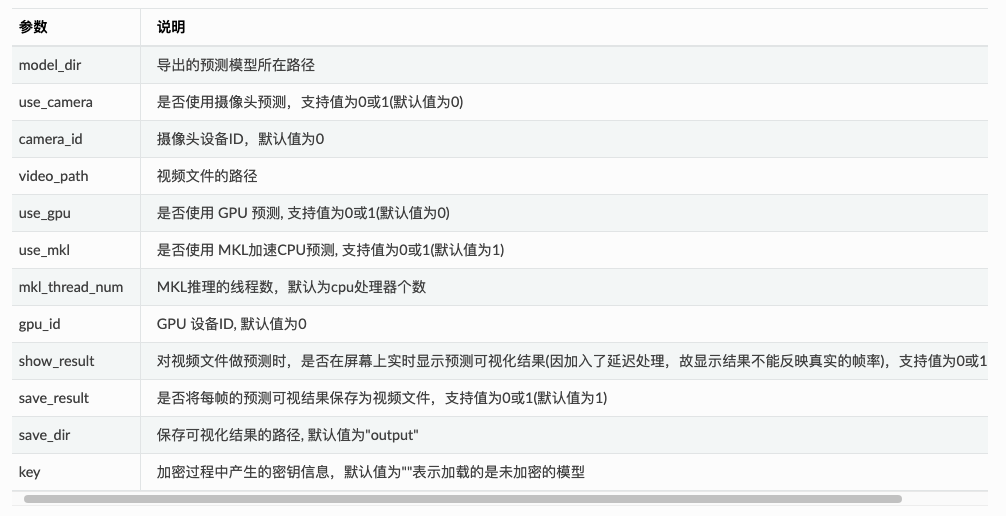 参数 说明
model_dir 导出的预测模型所在路径
use_camera 是否使用摄像头预测，支持值为0或1(默认值为0)
camera_id 摄像头设备ID，默认值为0
video_path 视频文件的路径
use_gpu 是否使用 GPU 预测, 支持值为0或1(默认值为0)
use_mkl 是否使用 MKL加速CPU预测, 支持值为0或1(默认值为1)
mkl_thread_num MKL推理的线程数，默认为cpu处理器个数
gpu_id GPU 设备ID, 默认值为0
show_result 对视频文件做预测时，是否在屏幕上实时显示预测可视化结果(因加入了延迟处理，故显示结果不能反映真实的帧率)，支持值为0或1
save_result 是否将每帧的预测可视结果保存为视频文件，支持值为0或1(默认值为1)
save_dir 保存可视化结果的路径, 默认值为"output"
key 加密过程中产生的密钥信息，默认值为""表示加载的是未加密的模型